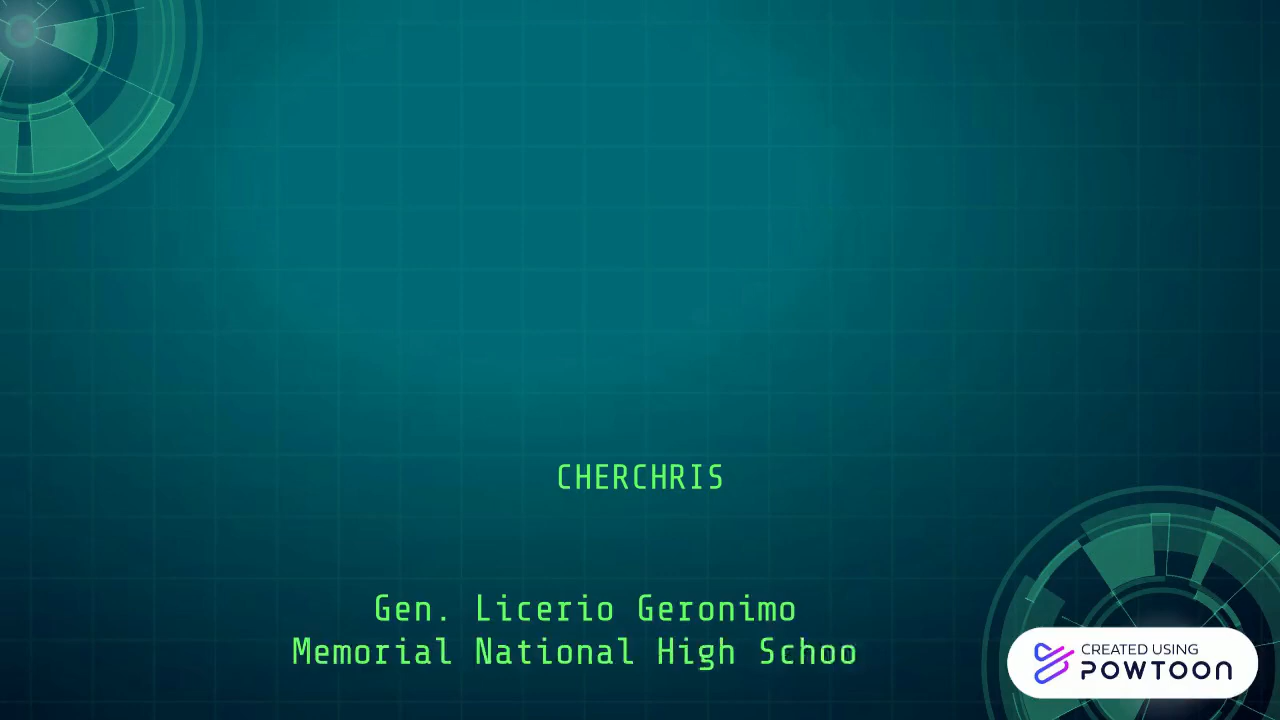 CHERCHRIS
Gen. Licerio Geronimo
Memorial National High Schoo
CREATED USING
POWTOON